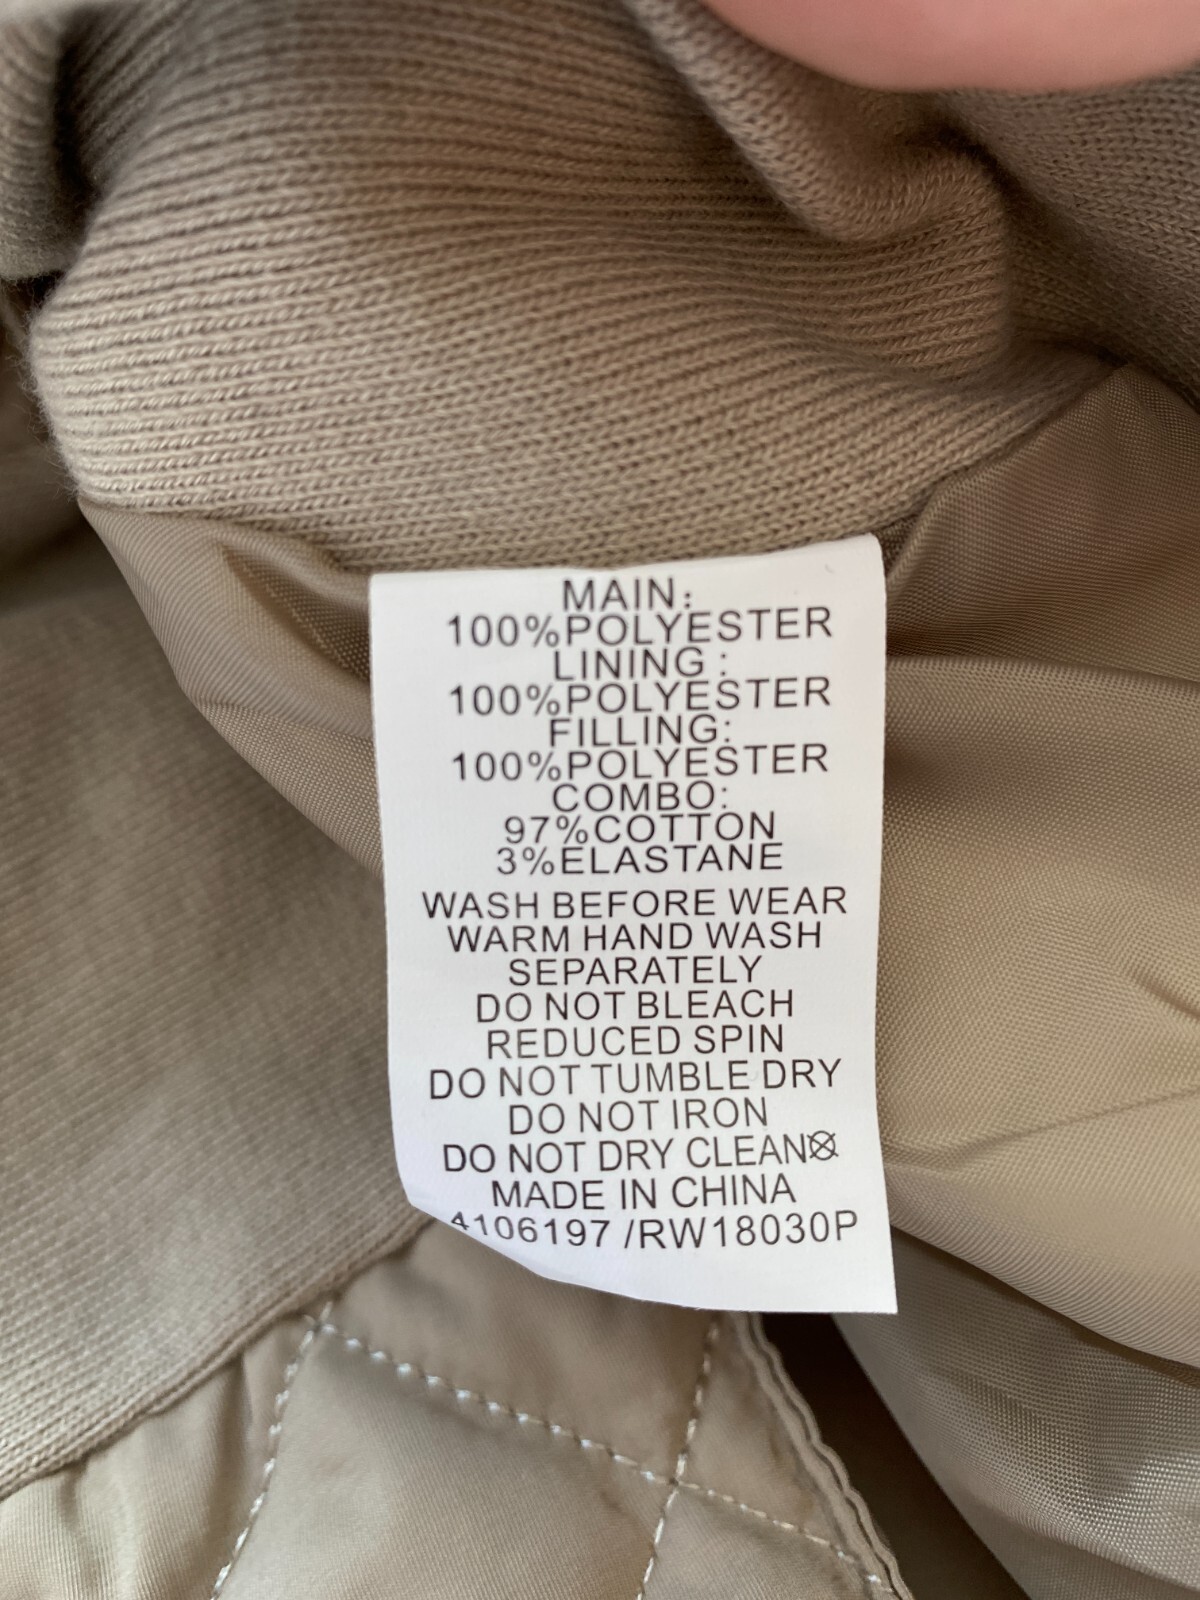 MAIN:
100%POLYESTER
LINING :
100%POLYESTER
FILLING:
100%POLYESTER
COMBO:
97%COTTON
3%ELASTANE
WASH BEFORE WEAR
WARM HAND WASH
SEPARATELY
DO NOT BLEACH
REDUCED SPIN
DO NOT TUMBLE DRY
DO NOT IRON
DO NOT DRY CLEAN
MADE IN CHINA
4106197 /RW18030P